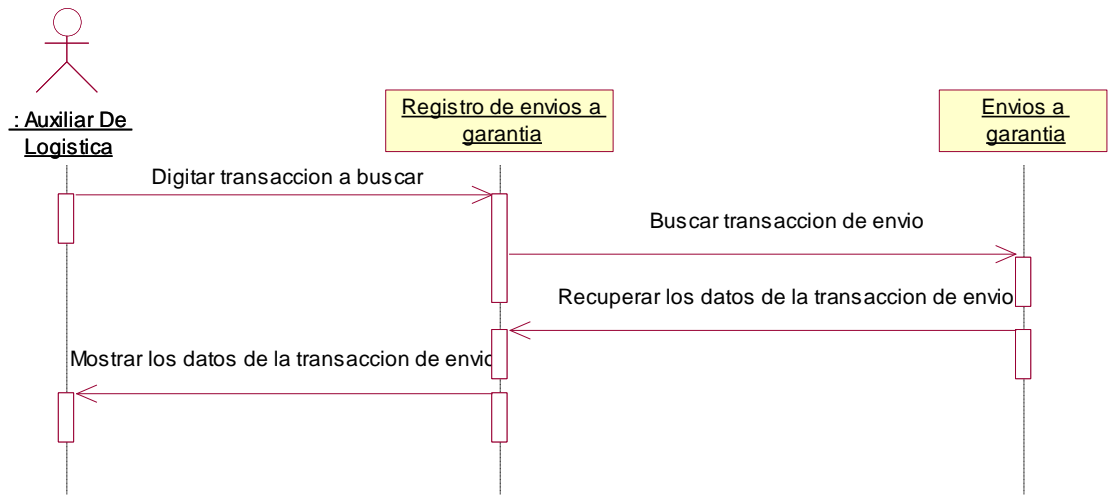 : Auxiliar De
Logistica
Registro de envios a
garantia
Envios a
garantia
Digitar transaccion a buscar
Buscar transaccion de envio
Recuperar los datos de la transaccion de envio
Mostrar los datos de la transaccion de envio